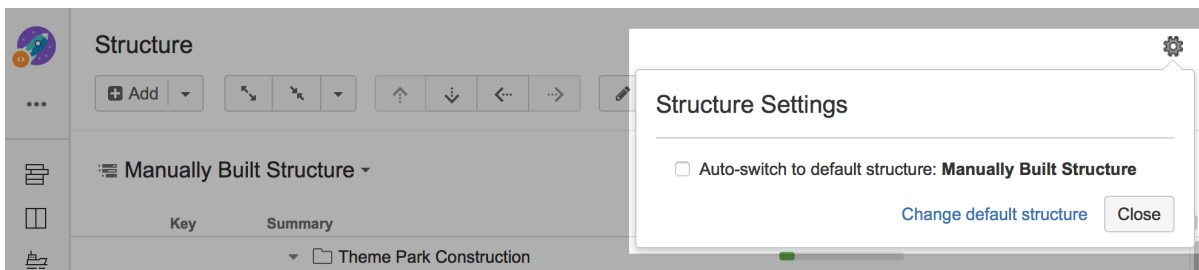 Structure
Add
Structure Settings
Manually Built Structure
Auto-switch to default structure: Manually Built Structure
Change default structure Close
Key Summary
Theme Park Construction